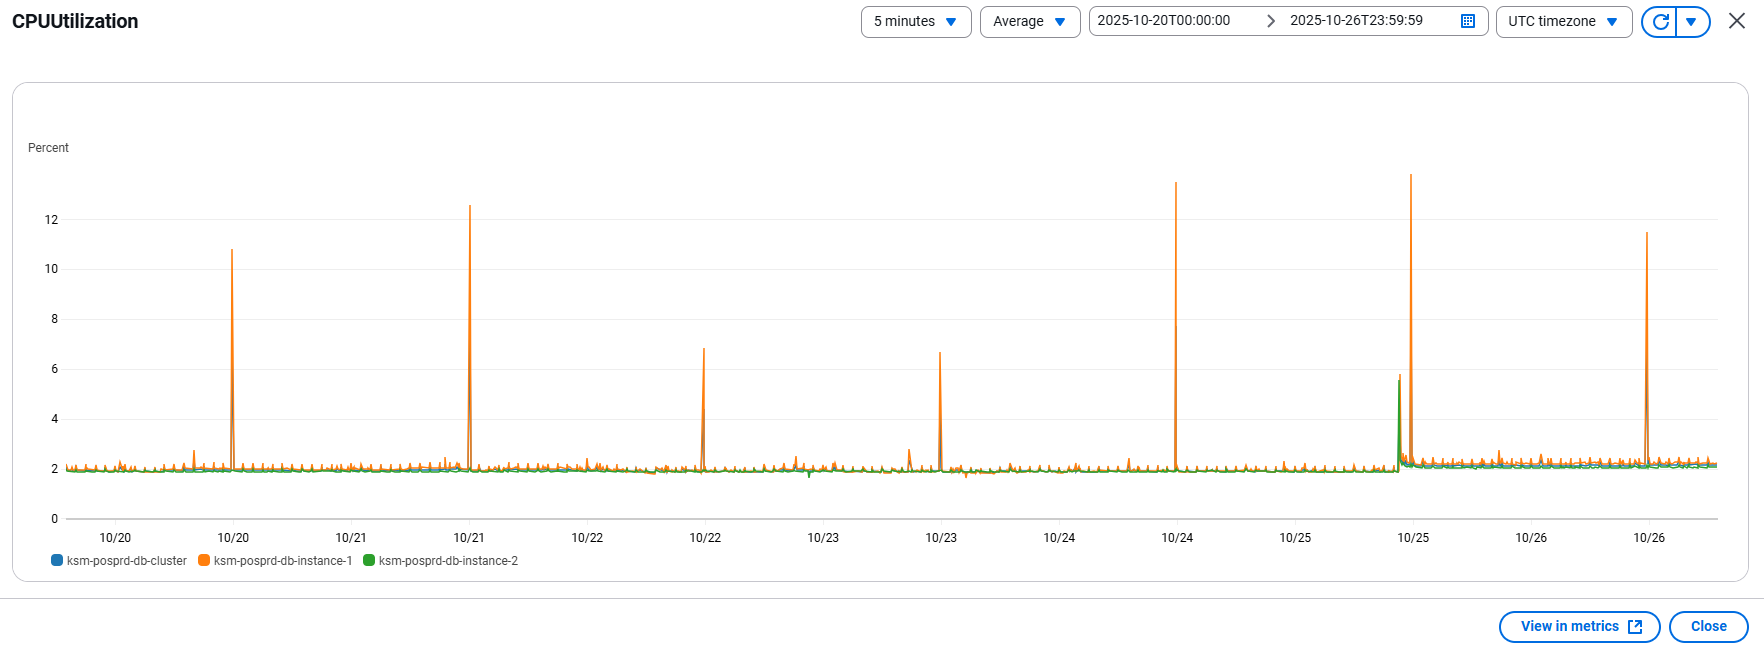 CPUUtilization
5 minutes
Average
2025-10-20T00:00:00
2025-10-26T23:59:59
UTC timezone
Percent
12
10
8
6
4
2
0
10/20 10/20 10/21 10/21 10/22 10/22 10/23 10/23 10/24 10/24 10/25 10/25 10/26 10/26
ksm-posprd-db-cluster ksm-posprd-db-instance-1 ksm-posprd-db-instance-2
View in metrics
Close